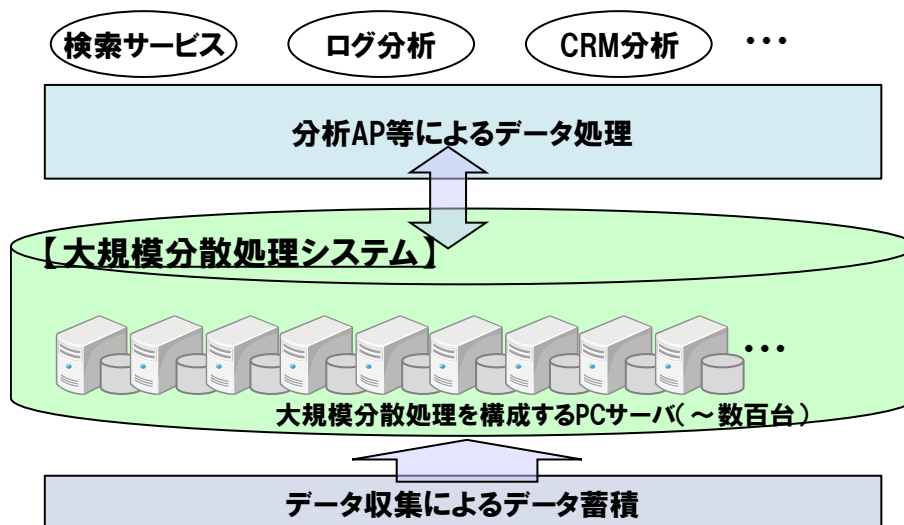 検索サービス ログ分析 CRM分析 ・・・
分析AP等によるデータ処理
【大規模分散処理システム】
・・・
大規模分散処理を構成するPCサーバ(～数百台)
データ収集によるデータ蓄積